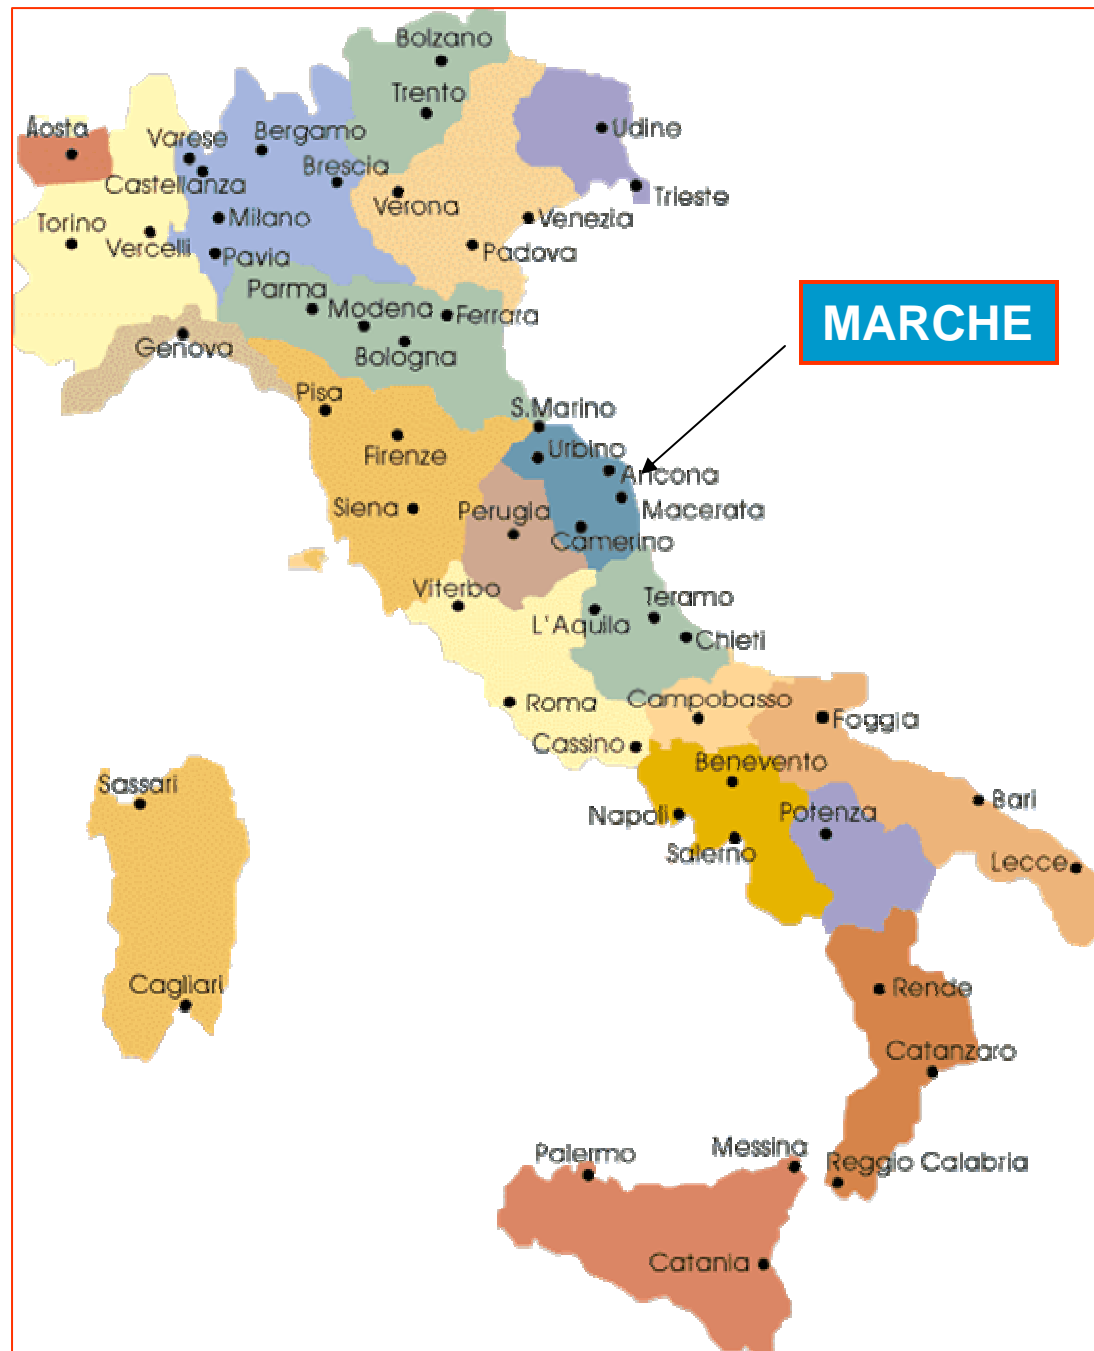 Bolzano
Trento
Aosta
Udine
Varese
Bergamo
Brescia
Castellanza
Trieste
Verona
Torino
Milano
Venezia
Vercelli
Pavia
Padova
Parma
Modena
Ferrara
MARCHE
Genova
Bologna
Pisa
S.Marino
Firenze
Urbino
Ancona
Siena
Perugia
Macerata
Camerino
Viterbo
Teramo
L'Aquila
Chieti
Roma
Campobasso
Foggia
Cassino
Benevento
Sassari
Napoli
Potenza
Bari
Salerno
Lecce
Cagliari
Rende
Catanzaro
Palermo
Messina
Reggio Calabria
Catania